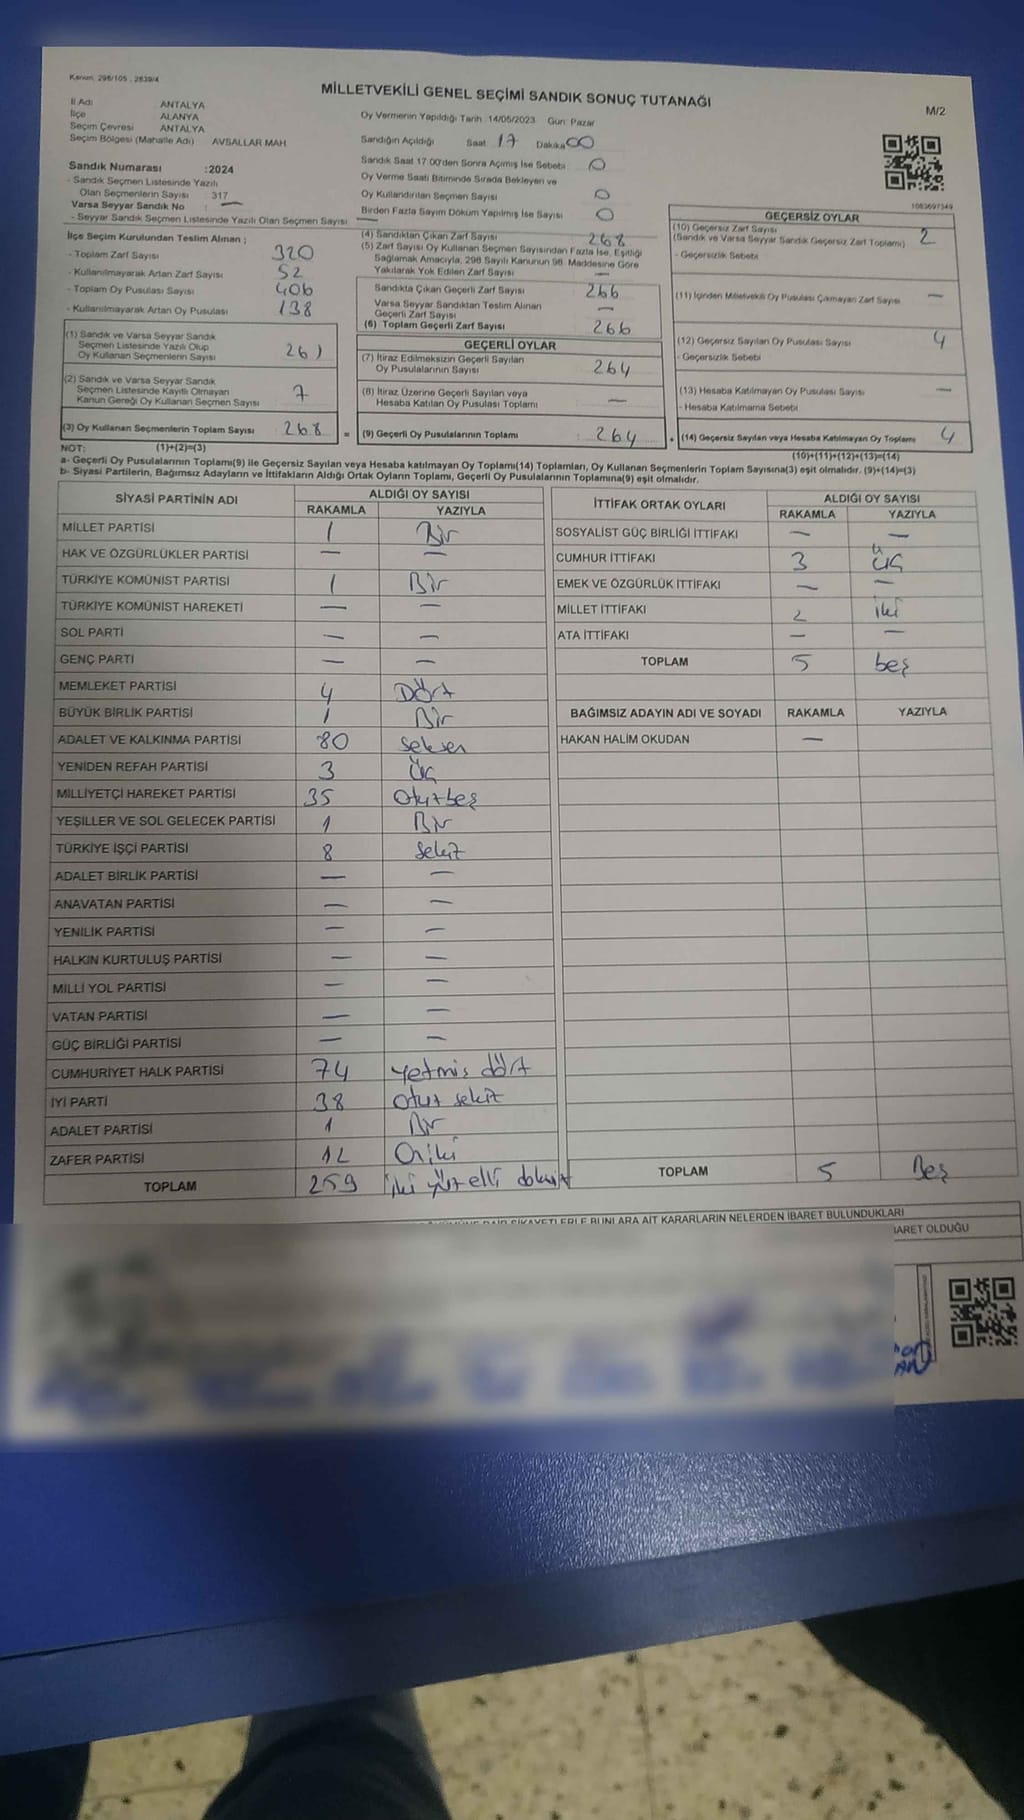 Kanun: 298/105 , 2839/4
MİLLETVEKİLİ GENEL SEÇİMİ SANDIK SONUÇ TUTANAĞI
M/2
İl Adı : ANTALYA
İlçe : ALANYA
Seçim Çevresi : ANTALYA
Seçim Bölgesi (Mahalle Adı) AVSALLAR MAH.
Sandık Numarası :2024
- Sandık Seçmen Listesinde Yazılı
Olan Seçmenlerin Sayısı : 317
Varsa Seyyar Sandık No : —
- Seyyar Sandık Seçmen Listesinde Yazılı Olan Seçmen Sayısı : —
İlçe Seçim Kurulundan Teslim Alınan ;
- Toplam Zarf Sayısı 320
- Kullanılmayarak Artan Zarf Sayısı 52
- Toplam Oy Pusulası Sayısı 406
- Kullanılmayarak Artan Oy Pusulası 138
(1) Sandık ve Varsa Seyyar Sandık
Seçmen Listesinde Yazılı Olup
Oy Kullanan Seçmenlerin Sayısı 261
(2) Sandık ve Varsa Seyyar Sandık
Seçmen Listesinde Kayıtlı Olmayan
Kanun Gereği Oy Kullanan Seçmen Sayısı 7
(3) Oy Kullanan Seçmenlerin Toplam Sayısı 268
(1)+(2)=(3)
Oy Vermenin Yapıldığı Tarih :14/05/2023 Gün: Pazar
Sandığın Açıldığı Saat 17 Dakika 00
Sandık Saat 17:00'den Sonra Açılmış İse Sebebi : 0
Oy Verme Saati Bitiminde Sırada Bekleyen ve
Oy Kullandırılan Seçmen Sayısı 0
Birden Fazla Sayım Döküm Yapılmış İse Sayısı 0
(4) Sandıktan Çıkan Zarf Sayısı 268
(5) Zarf Sayısı Oy Kullanan Seçmen Sayısından Fazla İse, Eşitliği
Sağlamak Amacıyla, 298 Sayılı Kanunun 98. Maddesine Göre
Yakılarak Yok Edilen Zarf Sayısı —
Sandıkta Çıkan Geçerli Zarf Sayısı 266
Varsa Seyyar Sandıktan Teslim Alınan
Geçerli Zarf Sayısı —
(6) Toplam Geçerli Zarf Sayısı 266
GEÇERLİ OYLAR
(7) İtiraz Edilmeksizin Geçerli Sayılan
Oy Pusulalarının Sayısı : 264
(8) İtiraz Üzerine Geçerli Sayılan veya
Hesaba Katılan Oy Pusulası Toplamı : —
= (9) Geçerli Oy Pusulalarının Toplamı : 264
1083697349
GEÇERSİZ OYLAR
(10) Geçersiz Zarf Sayısı
(Sandık ve Varsa Seyyar Sandık Geçersiz Zarf Toplamı) 2
- Geçersizlik Sebebi
(11) İçinden Milletvekili Oy Pusulası Çıkmayan Zarf Sayısı —
(12) Geçersiz Sayılan Oy Pusulası Sayısı 4
- Geçersizlik Sebebi
(13) Hesaba Katılmayan Oy Pusulası Sayısı —
- Hesaba Katılmama Sebebi
+ (14) Geçersiz Sayılan veya Hesaba Katılmayan Oy Toplamı 4
(10)+(11)+(12)+(13)=(14)
NOT:
a- Geçerli Oy Pusulalarının Toplamı(9) ile Geçersiz Sayılan veya Hesaba katılmayan Oy Toplamı(14) Toplamları, Oy Kullanan Seçmenlerin Toplam Sayısına(3) eşit olmalıdır. (9)+(14)=(3)
b- Siyasi Partilerin, Bağımsız Adayların ve İttifakların Aldığı Ortak Oyların Toplamı, Geçerli Oy Pusulalarının Toplamına(9) eşit olmalıdır.
SİYASİ PARTİNİN ADI ALDIĞI OY SAYISI
RAKAMLA YAZIYLA
MİLLET PARTİSİ 1 Bir
HAK VE ÖZGÜRLÜKLER PARTİSİ — —
TÜRKİYE KOMÜNİST PARTİSİ 1 Bir
TÜRKİYE KOMÜNİST HAREKETİ — —
SOL PARTİ — —
GENÇ PARTİ — —
MEMLEKET PARTİSİ 4 Dört
BÜYÜK BİRLİK PARTİSİ 1 Bir
ADALET VE KALKINMA PARTİSİ 80 seksen
YENİDEN REFAH PARTİSİ 3 Üç
MİLLİYETÇİ HAREKET PARTİSİ 35 Otuzbeş
YEŞİLLER VE SOL GELECEK PARTİSİ 1 Bir
TÜRKİYE İŞÇİ PARTİSİ 8 sekiz
ADALET BİRLİK PARTİSİ — —
ANAVATAN PARTİSİ — —
YENİLİK PARTİSİ — —
HALKIN KURTULUŞ PARTİSİ — —
MİLLİ YOL PARTİSİ — —
VATAN PARTİSİ — —
GÜÇ BİRLİĞİ PARTİSİ — —
CUMHURİYET HALK PARTİSİ 74 yetmis dört
İYİ PARTİ 38 otuz sekiz
ADALET PARTİSİ 1 Bir
ZAFER PARTİSİ 12 Oniki
TOPLAM 259 iki yüz elli dokuz
İTTİFAK ORTAK OYLARI ALDIĞI OY SAYISI
RAKAMLA YAZIYLA
SOSYALİST GÜÇ BİRLİĞİ İTTİFAKI — —
CUMHUR İTTİFAKI 3 üç
EMEK VE ÖZGÜRLÜK İTTİFAKI — —
MİLLET İTTİFAKI 2 iki
ATA İTTİFAKI — —
TOPLAM 5 beş
BAĞIMSIZ ADAYIN ADI VE SOYADI RAKAMLA YAZIYLA
HAKAN HALİM OKUDAN —
TOPLAM 5 Beş
ŞİKAYETLERLE BUNLARA AİT KARARLARIN NELERDEN İBARET BULUNDUKLARI
İBARET OLDUĞU